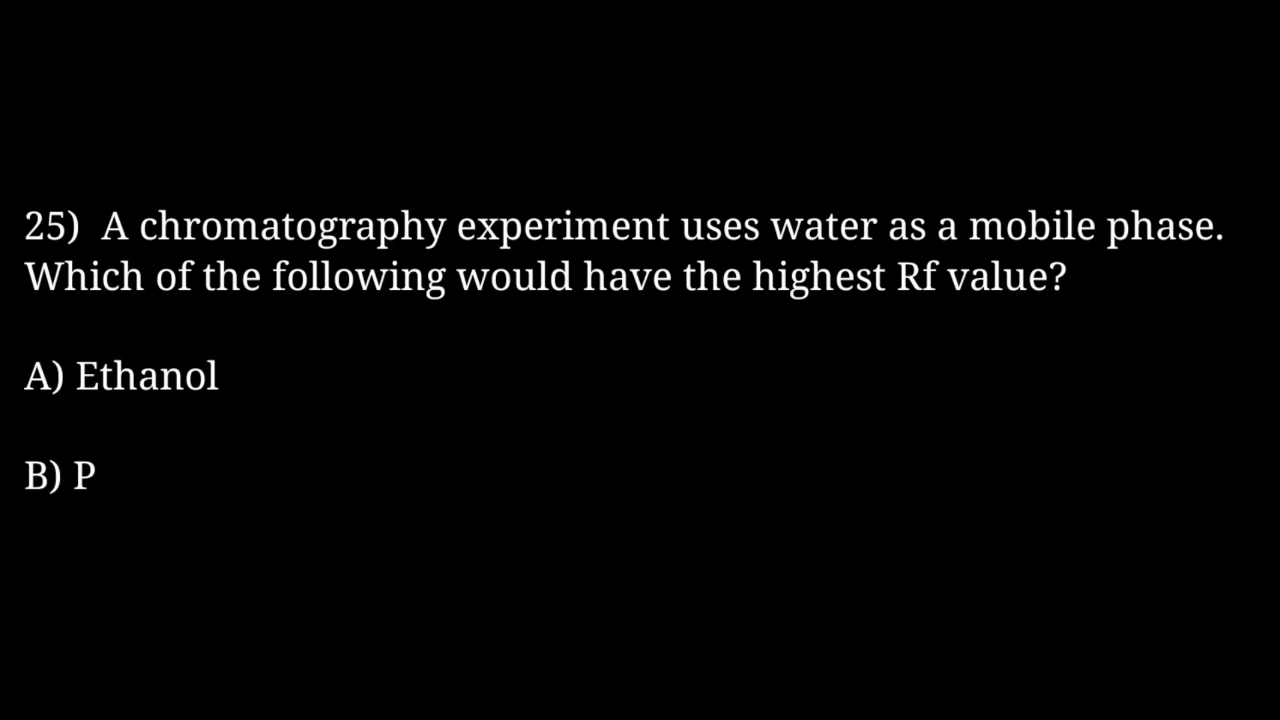 25)  A chromatography experiment uses water as a mobile phase.
Which of the following would have the highest Rf value?
A) Ethanol
B) P